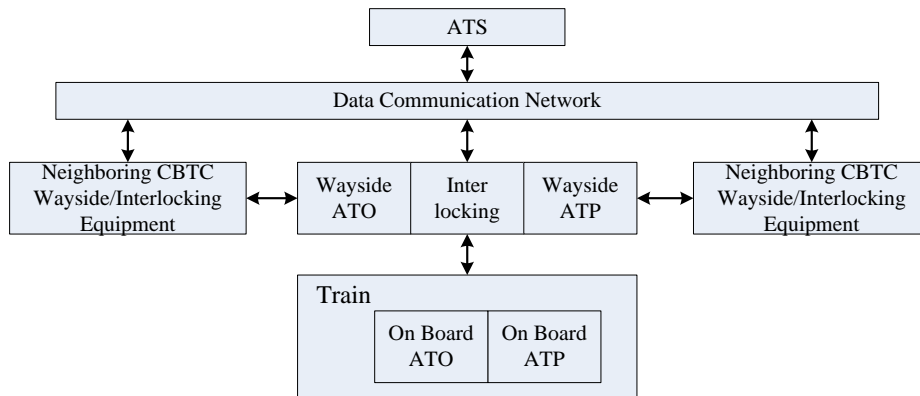 ATS
Data Communication Network
Neighboring CBTC
Wayside/Interlocking
Equipment
Wayside
ATO
Inter
locking
Wayside
ATP
Neighboring CBTC
Wayside/Interlocking
Equipment
Train
On Board
ATO
On Board
ATP